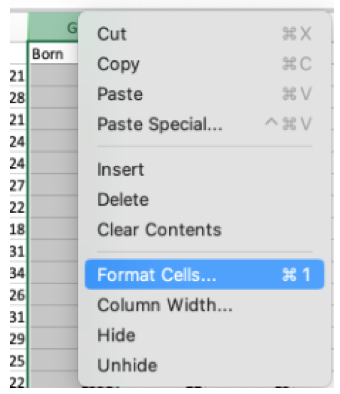 G
Born
21
28
21
24
24
27
22
18
31
34
26
31
29
25
22
Cut ⌘X
Copy ⌘C
Paste ⌘V
Paste Special... ^⌘V
Insert
Delete
Clear Contents
Format Cells... ⌘1
Column Width...
Hide
Unhide